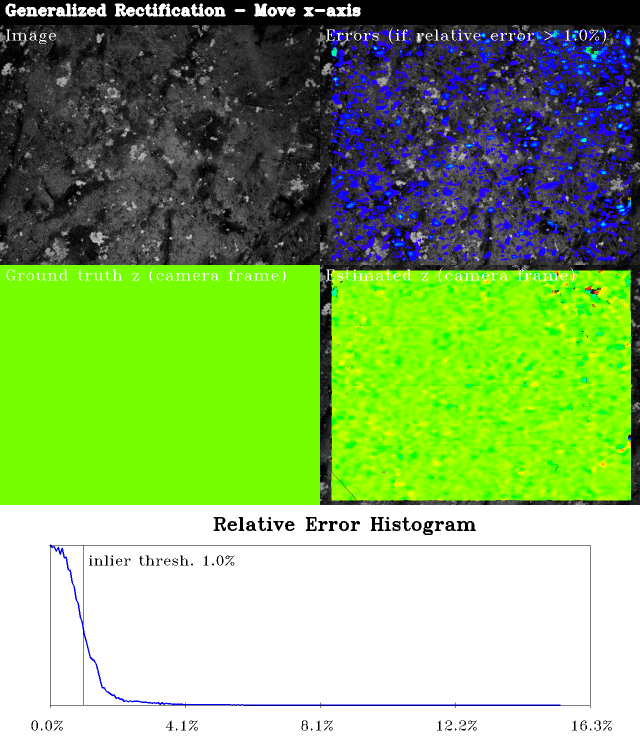 Generalized Rectification - Move x-axis
Image
Errors (if relative error > 1.0%)
Ground truth z (camera frame)
Estimated z (camera frame)
Relative Error Histogram
inlier thresh. 1.0%
0.0%
4.1%
8.1%
12.2%
16.3%